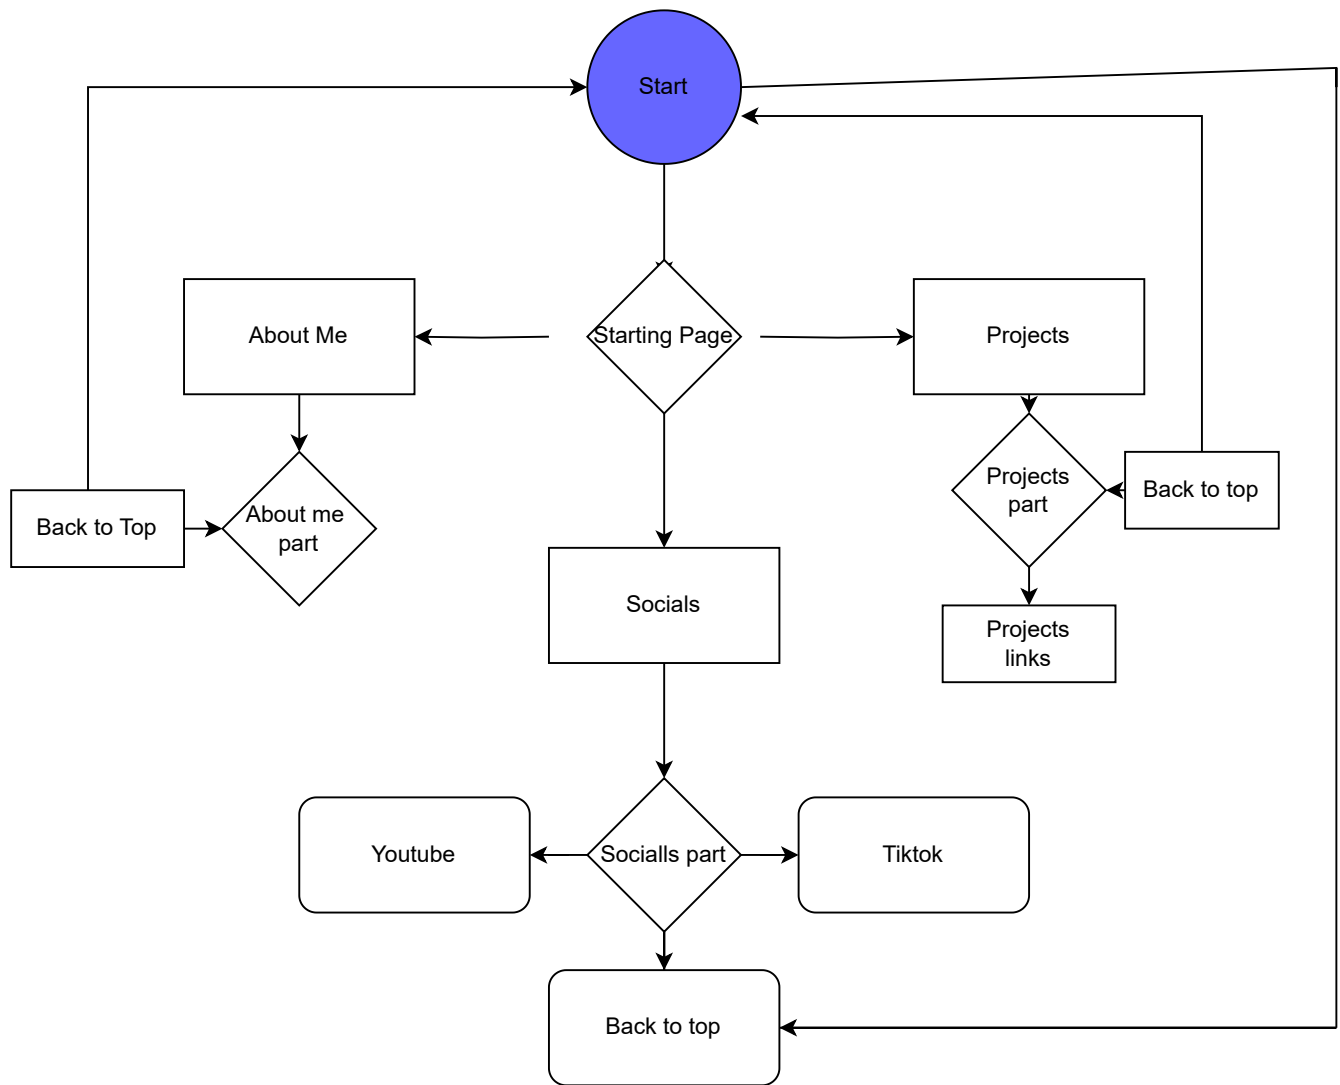 Start
About Me
Starting Page
Projects
Back to Top
About me
part
Projects
part
Back to top
Socials
Projects
links
Youtube
Socialls part
Tiktok
Back to top